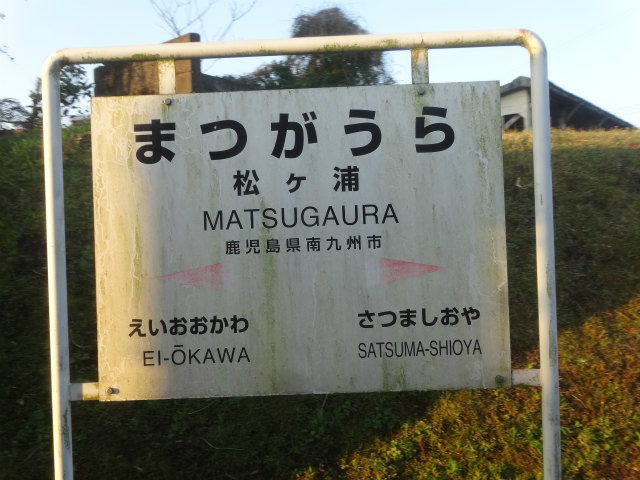 まつがうら
松ヶ浦
MATSUGAURA
鹿児島県南九州市
えいおおかわ さつましおや
EI-ŌKAWA SATSUMA-SHIOYA